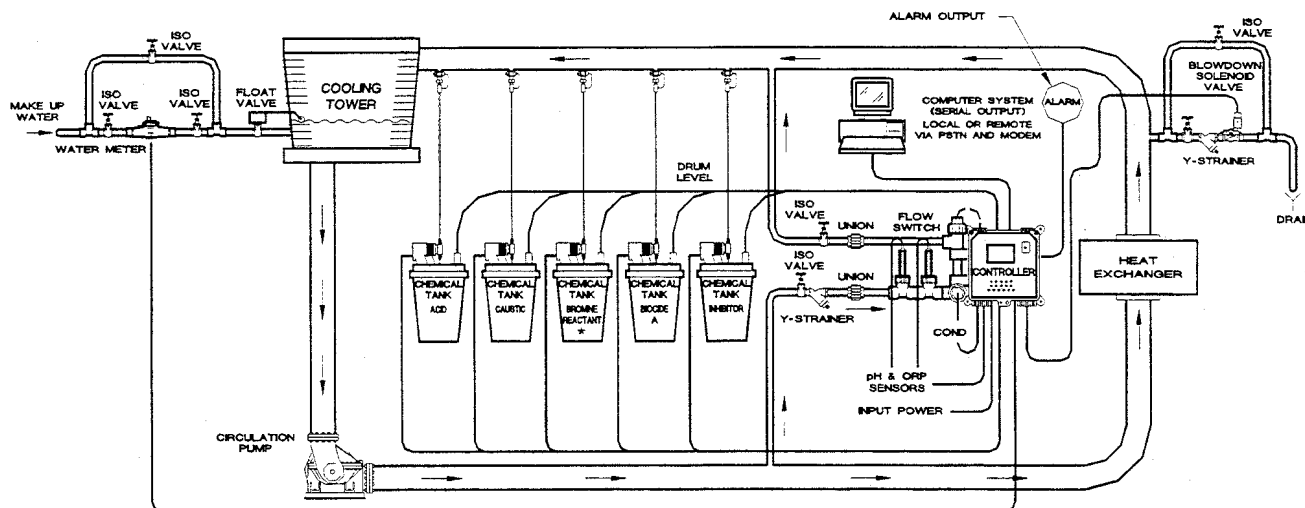 ALARM OUTPUT
ISO
VALVE
ISO
VALVE
BLOWDOWN
SOLENOID
VALVE
MAKE UP
WATER
ISO
VALVE
ISO
VALVE
FLOAT
VALVE
COOLING
TOWER
WATER METER
COMPUTER SYSTEM
(SERIAL OUTPUT)
LOCAL OR REMOTE
VIA PSTN AND MODEM
ALARM
Y-STRAINER
DRAIN
DRUM
LEVEL
ISO
VALVE
UNION
FLOW
SWITCH
ISO
VALVE
UNION
CONTROLLER
HEAT
EXCHANGER
CHEMICAL
TANK
ACID
CHEMICAL
TANK
CAUSTIC
CHEMICAL
TANK
BROMINE
REACTANT
*
CHEMICAL
TANK
BIOCIDE
A
CHEMICAL
TANK
INHIBITOR
Y-STRAINER
COND
pH & ORP
SENSORS
INPUT POWER
CIRCULATION
PUMP